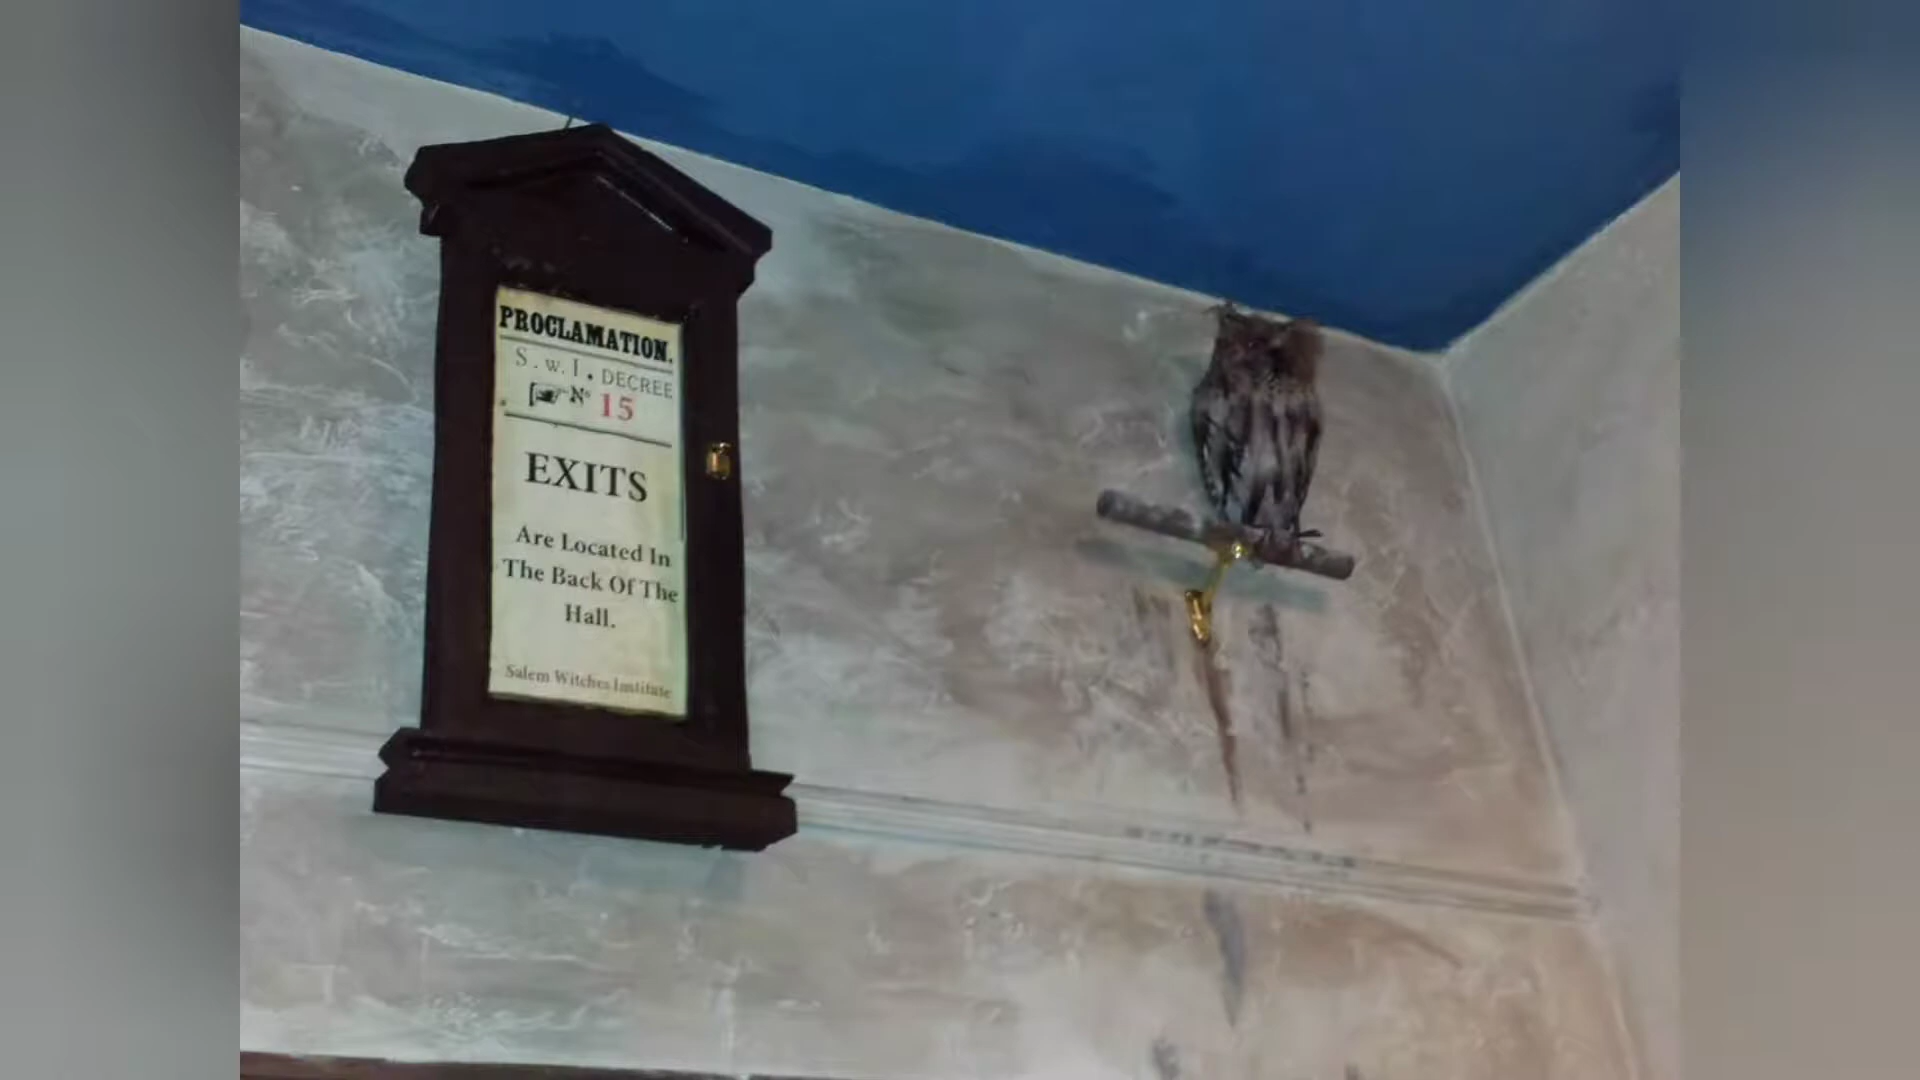 PROCLAMATION.
S.W.I. DECREE
Nº 15
EXITS
Are Located In
The Back Of The
Hall.
Salem Witches Institute